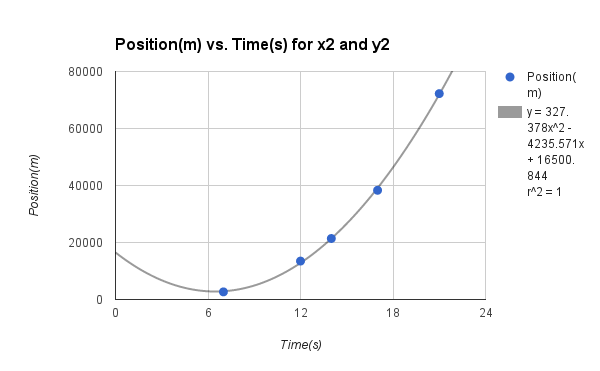 Position(m) vs. Time(s) for x2 and y2
80000
60000
40000
20000
0
0 6 12 18 24
Position(m)
Time(s)
Position(
m)
y = 327.
378x^2 -
4235.571x
+ 16500.
844
r^2 = 1